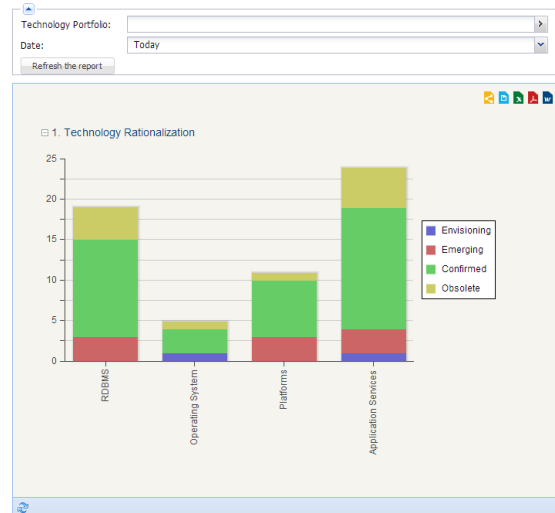 Technology Portfolio:
Date: Today
Refresh the report
1. Technology Rationalization
25
20
15
10
5
0
RDBMS
Operating System
Platforms
Application Services
Envisioning
Emerging
Confirmed
Obsolete